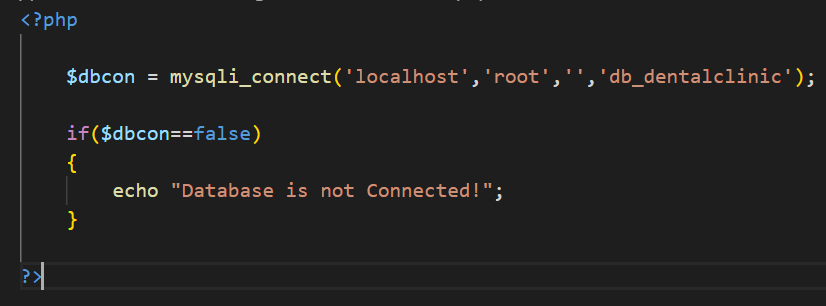 <?php
$dbcon = mysqli_connect('localhost','root','','db_dentalclinic');
if($dbcon==false)
{
echo "Database is not Connected!";
}
?>